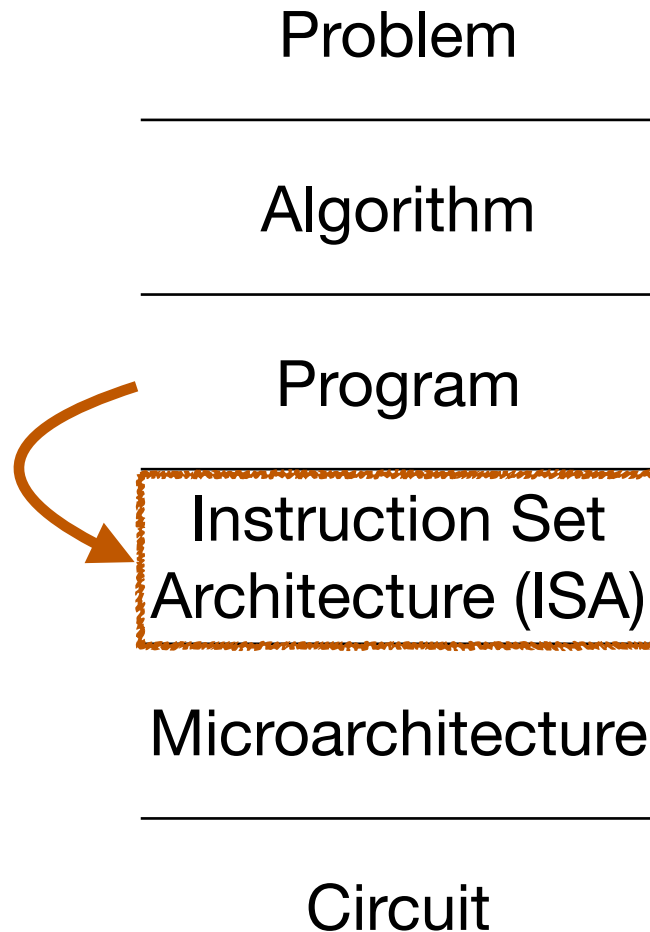 Problem
Algorithm
Program
Instruction Set
Architecture (ISA)
Microarchitecture
Circuit